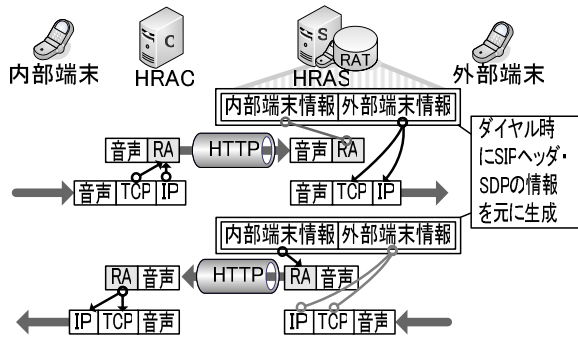 C
S
RAT
内部端末
HRAC
HRAS
外部端末
内部端末情報 外部端末情報
ダイヤル時
にSIFヘッダ・
SDPの情報
を元に生成
音声 RA
HTTP
音声 RA
音声 TCP IP
音声 TCP IP
内部端末情報 外部端末情報
RA 音声
HTTP
RA 音声
IP TCP 音声
IP TCP 音声